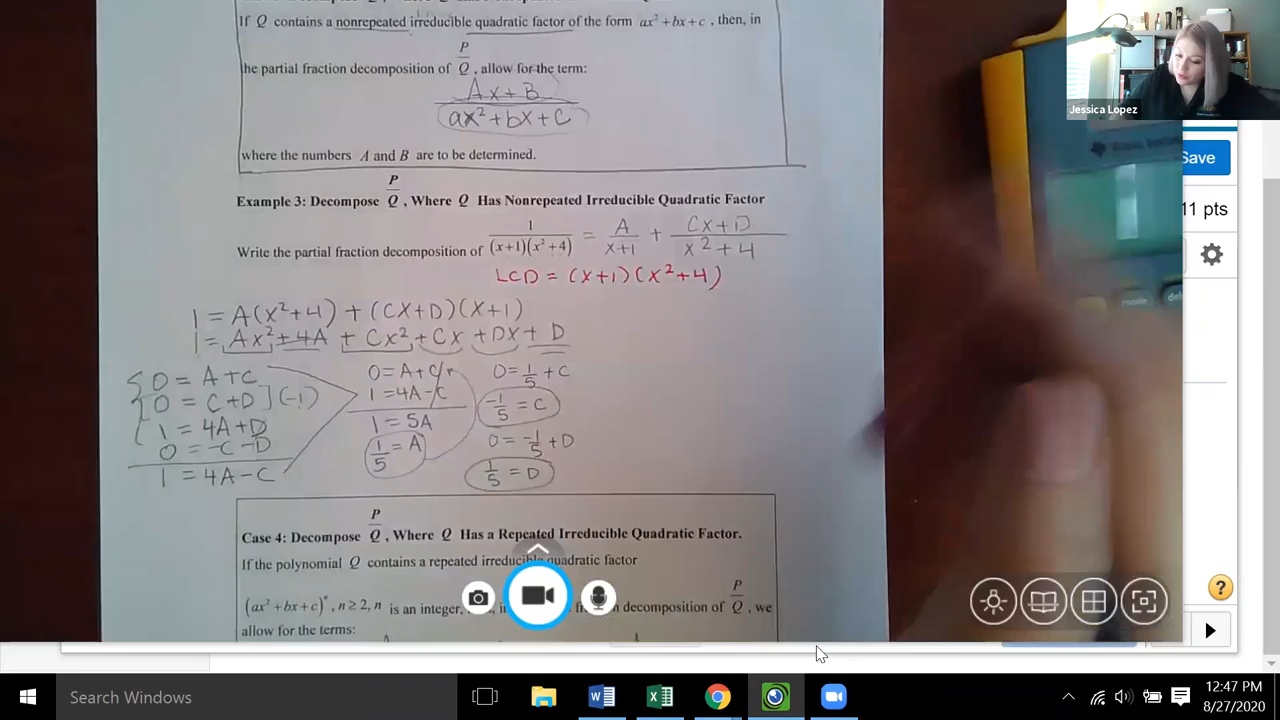 If Q contains a nonrepeated irreducible quadratic factor of the form ax² + bx + c , then, in
the partial fraction decomposition of P/Q , allow for the term:
Ax+B
ax²+bx+C
where the numbers A and B are to be determined.
Jessica Lopez
Save
11 pts
Example 3: Decompose P/Q , Where Q Has Nonrepeated Irreducible Quadratic Factor
Write the partial fraction decomposition of 1/((x+1)(x²+4)) = A/(x+1) + (Cx+D)/(x²+4)
LCD = (x+1)(x²+4)
1 = A(x²+4) + (Cx+D)(x+1)
1 = Ax²+4A + Cx² + Cx + Dx + D
0 = A+C
0 = C+D ] (-1)
1 = 4A+D
0 = -C -D
1 = 4A - C
0 = A+C
1 = 4A-C
1 = 5A
1/5 = A
0 = 1/5 + C
-1/5 = C
0 = -1/5 + D
1/5 = D
Case 4: Decompose P/Q , Where Q Has a Repeated Irreducible Quadratic Factor.
If the polynomial Q contains a repeated irreducible quadratic factor
(ax² + bx + c)ⁿ, n ≥ 2, n is an integer, decomposition of P/Q , we
allow for the terms:
Search Windows
12:47 PM
8/27/2020